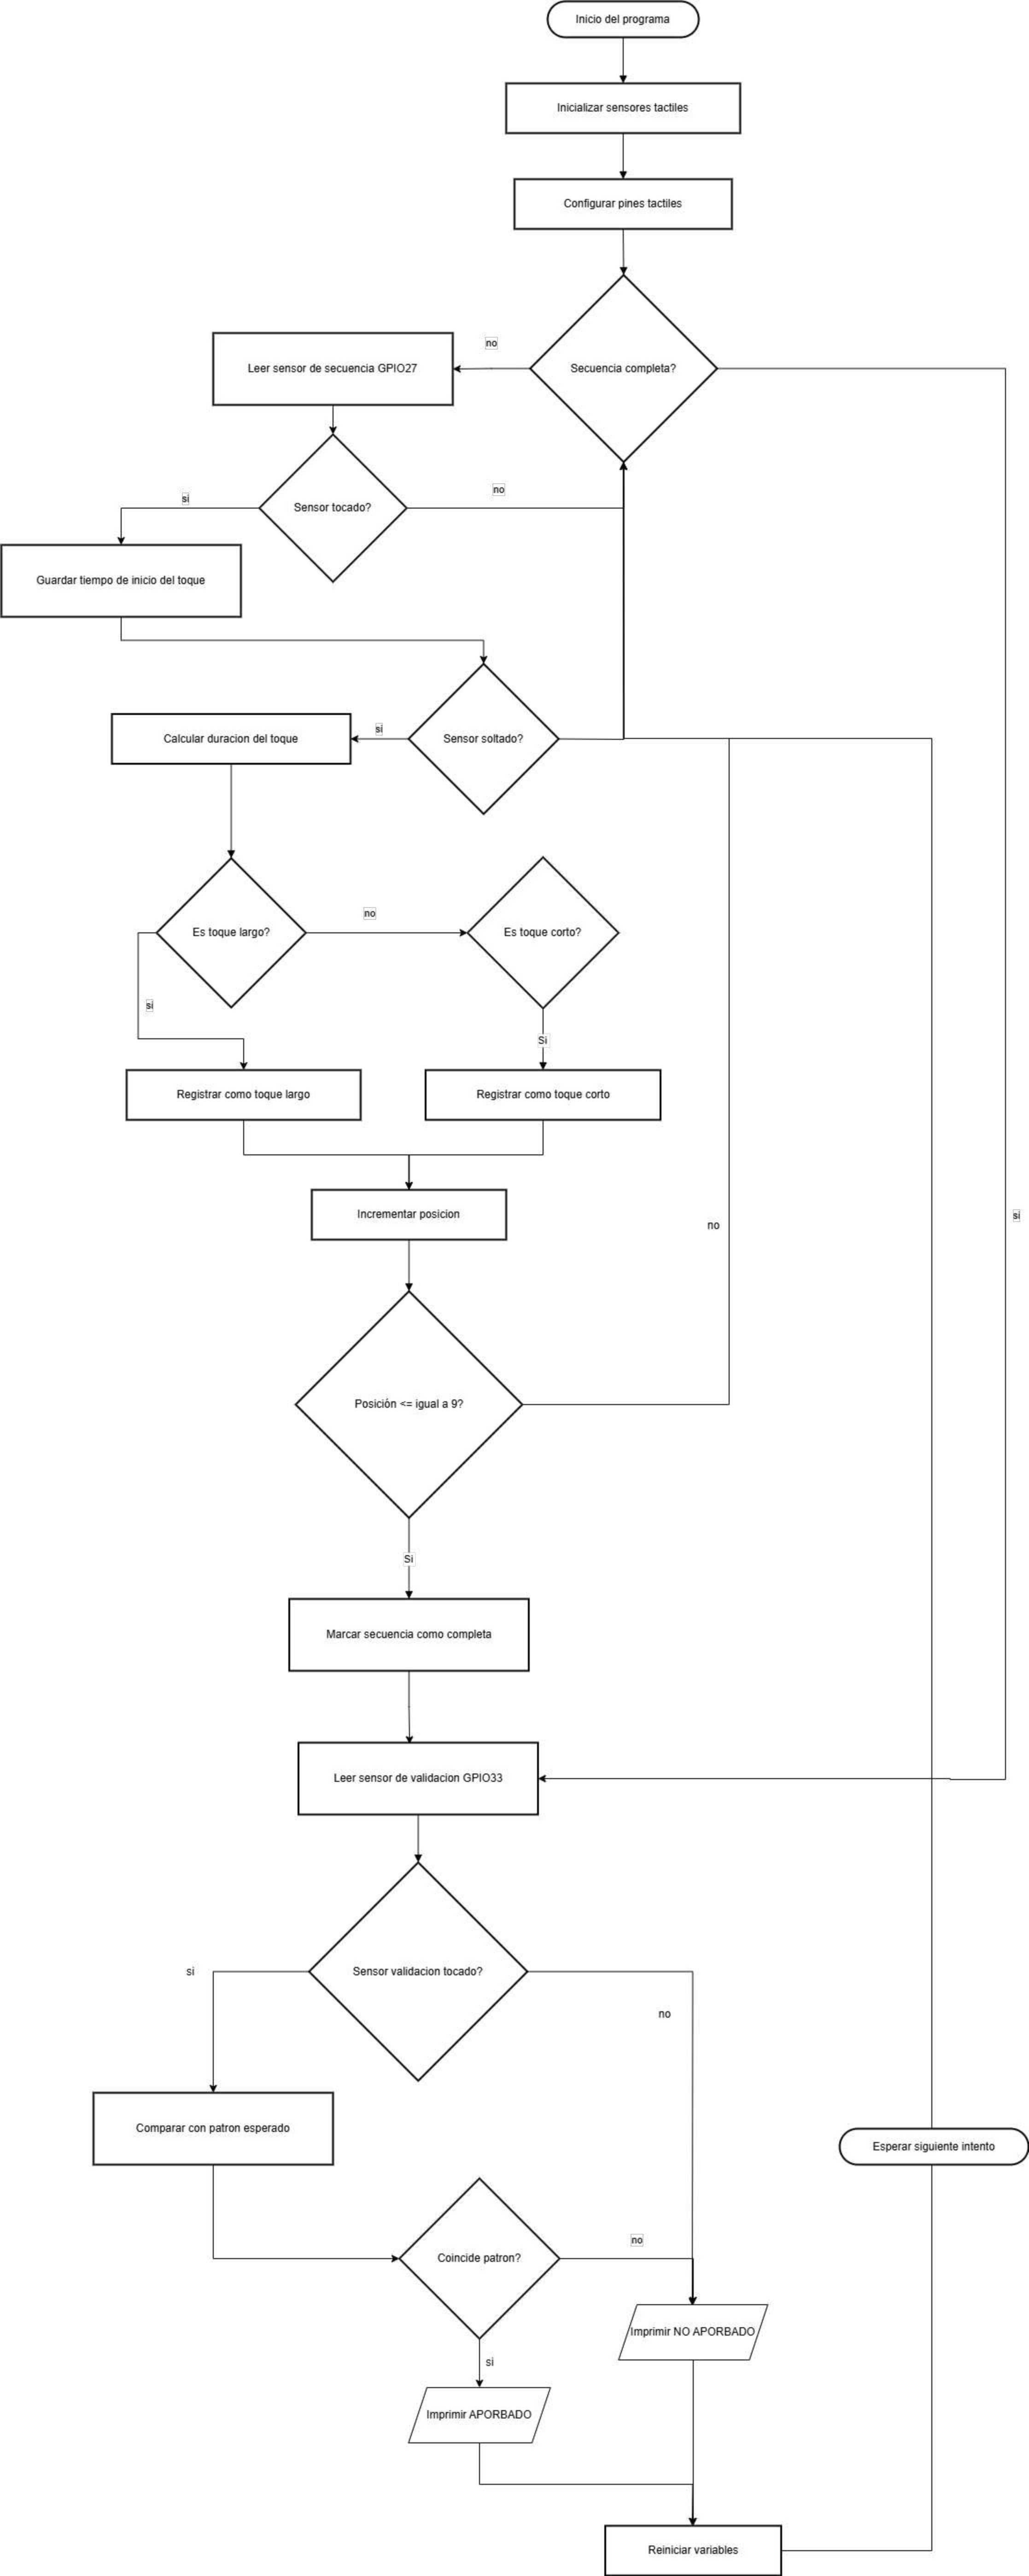 Inicio del programa
Inicializar sensores tactiles
Configurar pines tactiles
Secuencia completa?
no
Leer sensor de secuencia GPIO27
Sensor tocado?
no
si
Guardar tiempo de inicio del toque
Sensor soltado?
si
Calcular duracion del toque
Es toque largo?
no
Es toque corto?
si
Si
Registrar como toque largo
Registrar como toque corto
Incrementar posicion
no
si
Posición <= igual a 9?
Si
Marcar secuencia como completa
Leer sensor de validacion GPIO33
Sensor validacion tocado?
si
no
Comparar con patron esperado
Esperar siguiente intento
Coincide patron?
no
Imprimir NO APORBADO
si
Imprimir APORBADO
Reiniciar variables